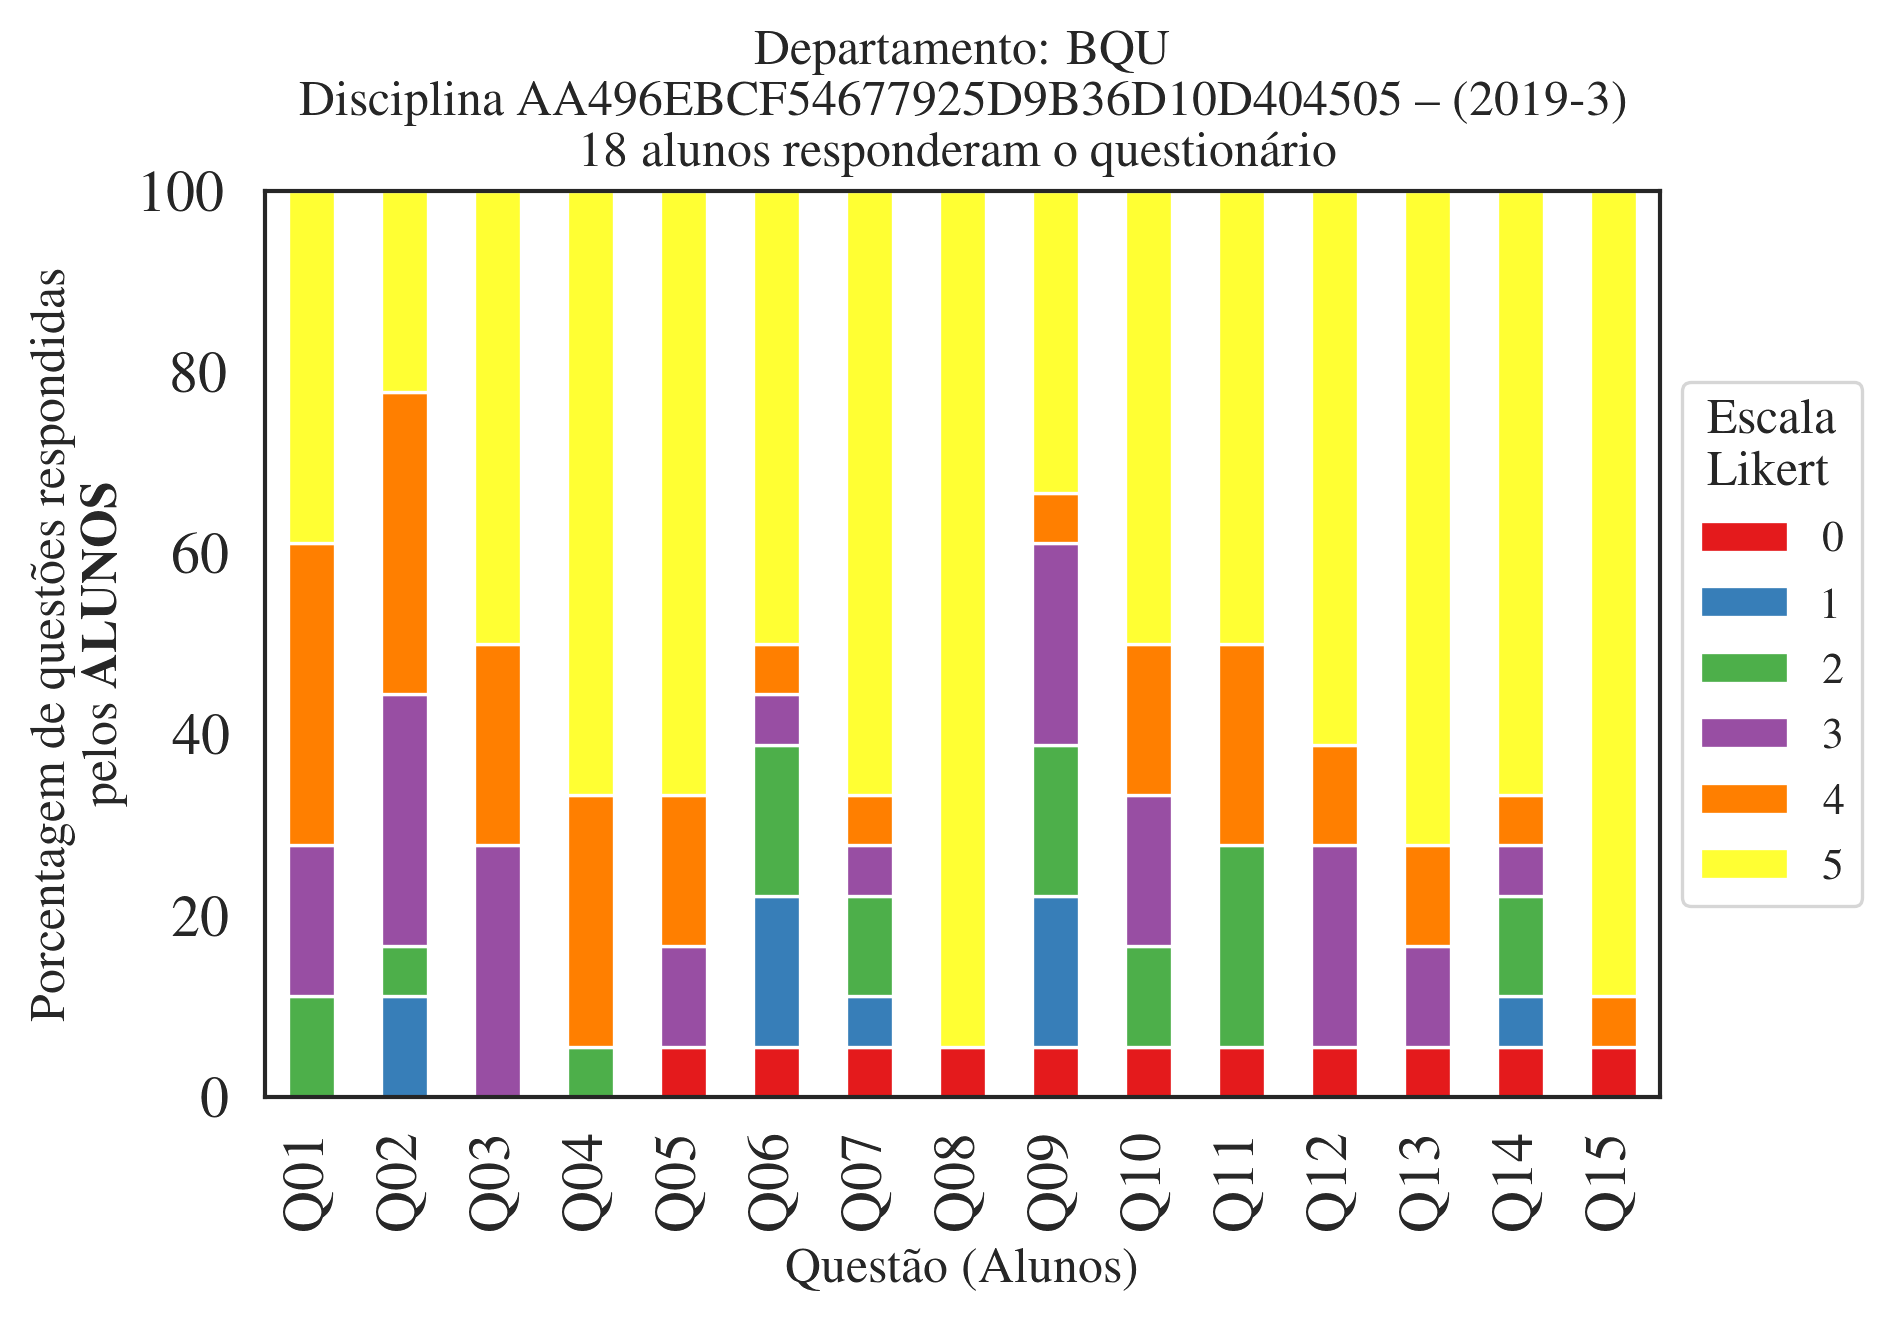 Departamento: BQU
Disciplina AA496EBCF54677925D9B36D10D404505 – (2019-3)
18 alunos responderam o questionário
Porcentagem de questões respondidas
pelos ALUNOS
100
80
60
40
20
0
Q01
Q02
Q03
Q04
Q05
Q06
Q07
Q08
Q09
Q10
Q11
Q12
Q13
Q14
Q15
Questão (Alunos)
Escala
Likert
0
1
2
3
4
5